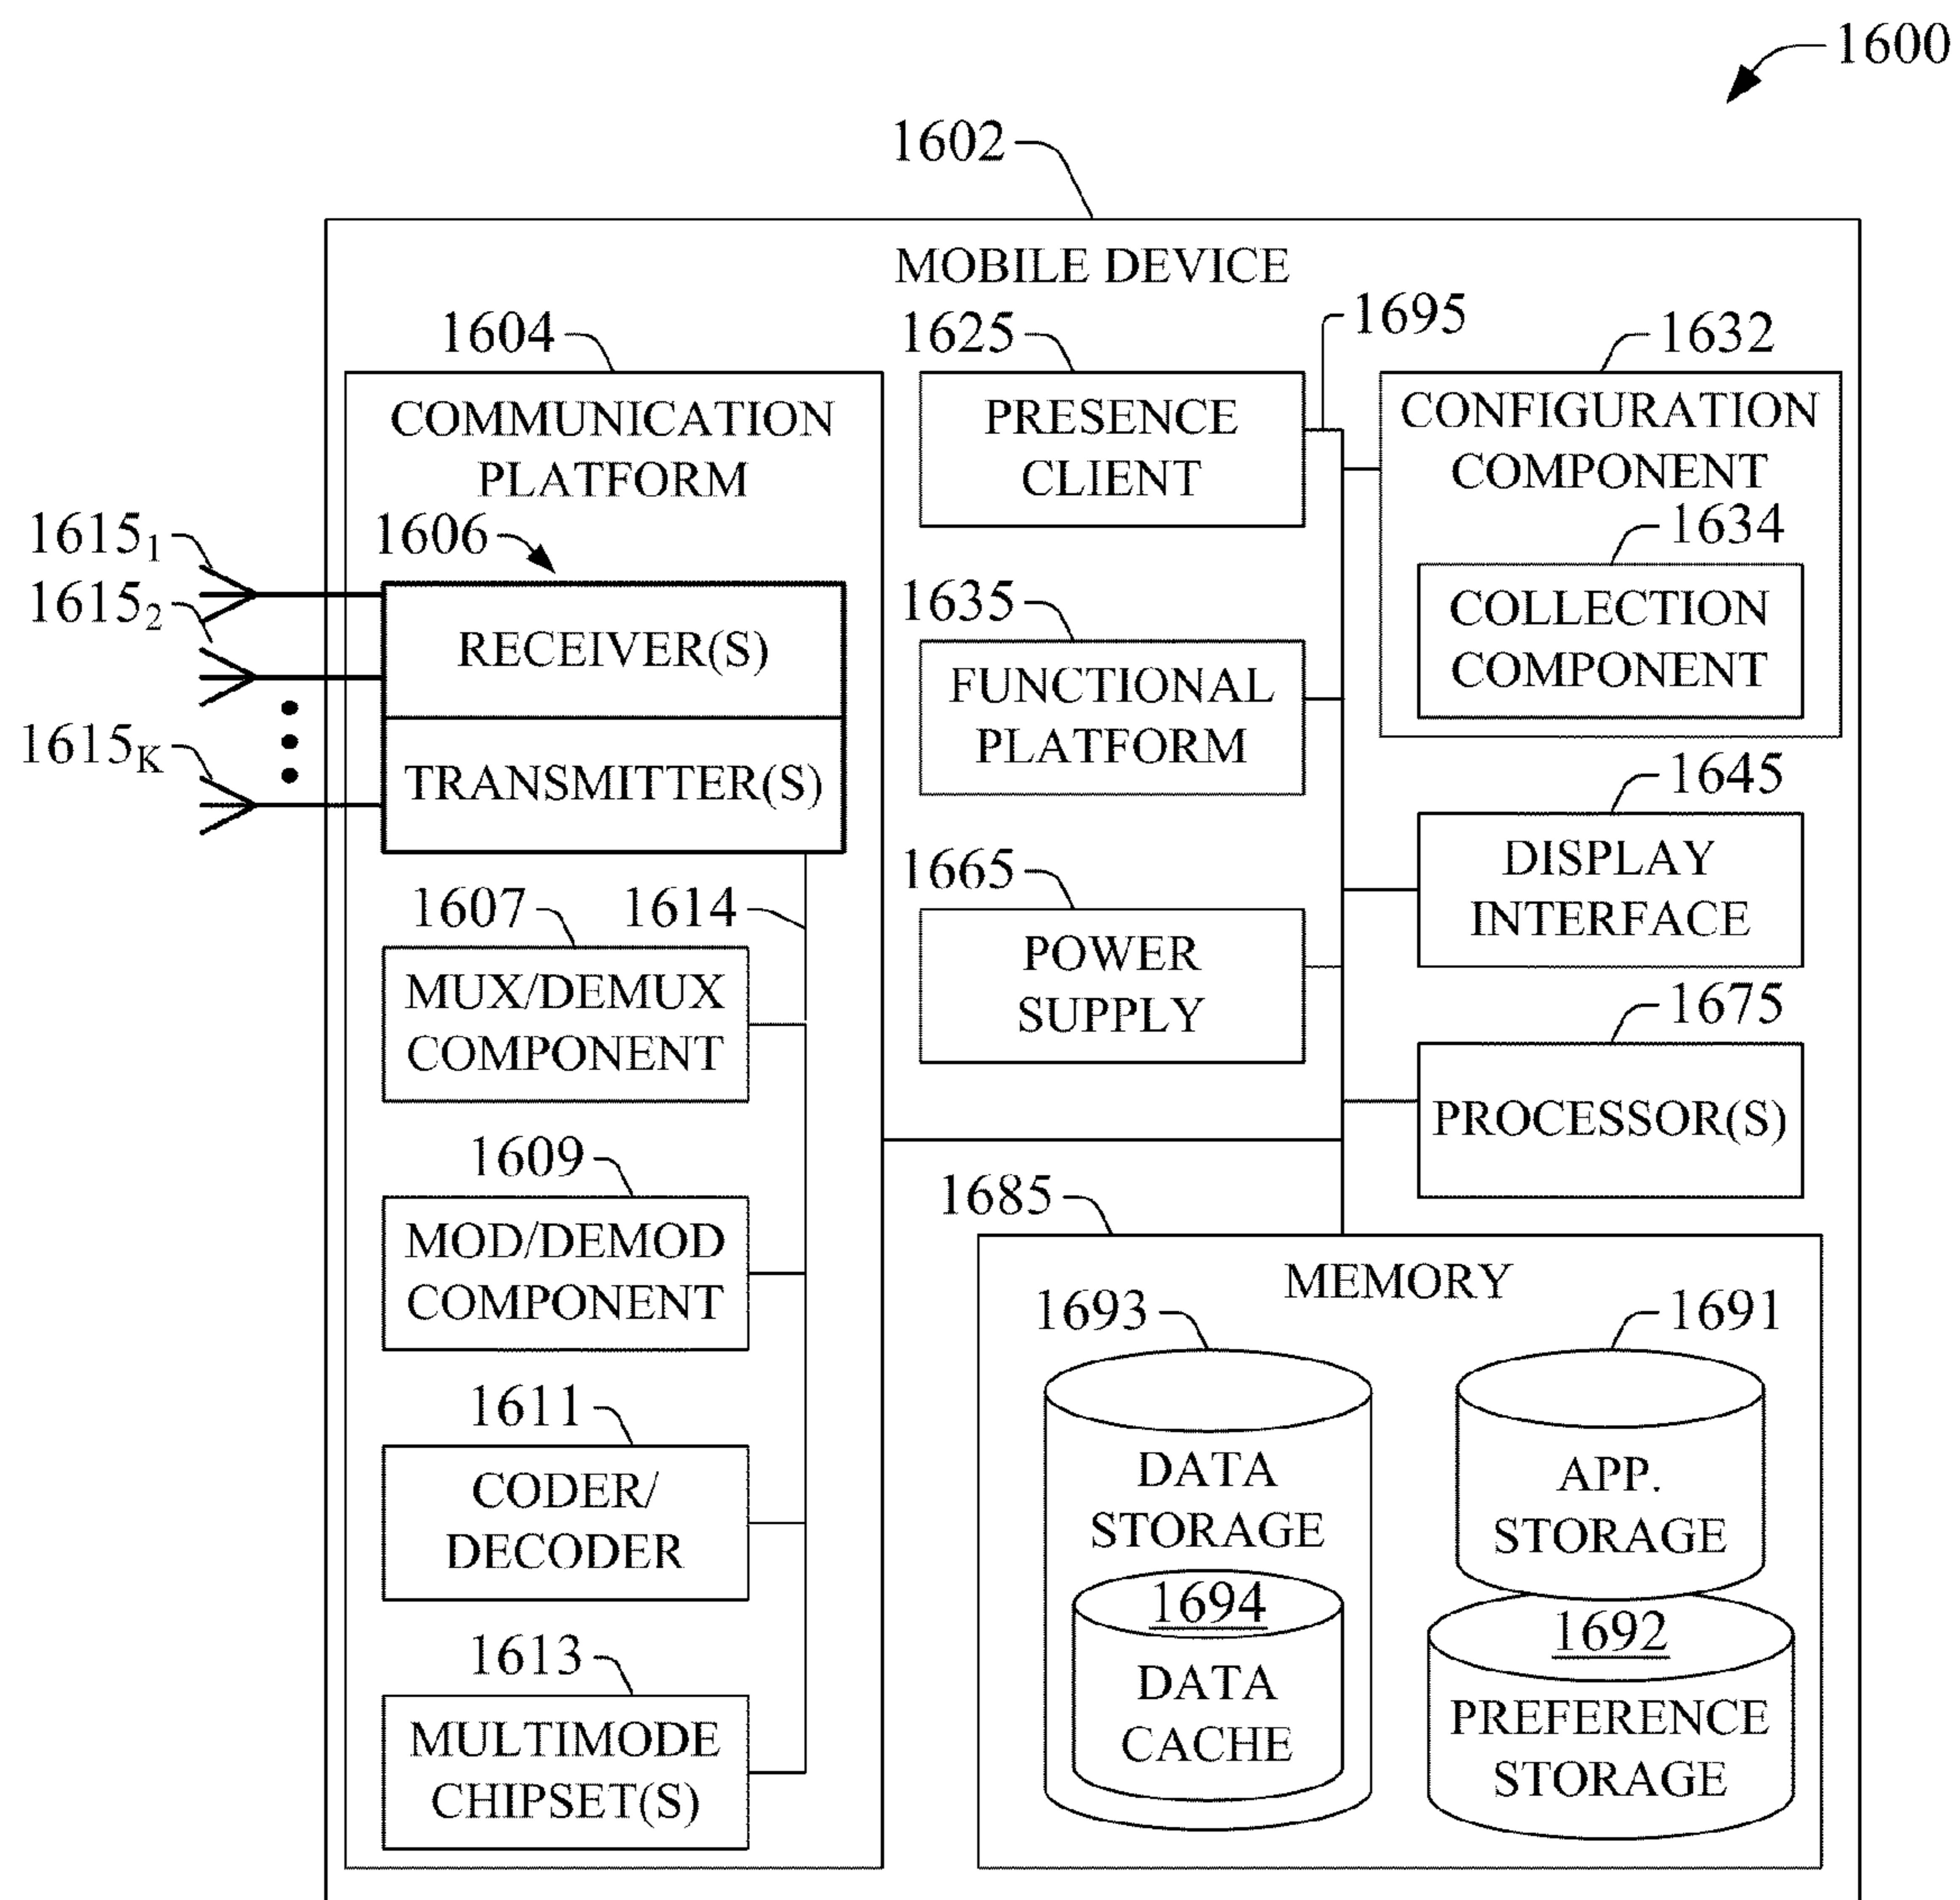 1600
1602
MOBILE DEVICE
1604
COMMUNICATION
PLATFORM
1606
1615₁
1615₂
1615K
RECEIVER(S)
TRANSMITTER(S)
1607
1614
MUX/DEMUX
COMPONENT
1609
MOD/DEMOD
COMPONENT
1611
CODER/
DECODER
1613
MULTIMODE
CHIPSET(S)
1625
1695
PRESENCE
CLIENT
1635
FUNCTIONAL
PLATFORM
1665
POWER
SUPPLY
1632
CONFIGURATION
COMPONENT
1634
COLLECTION
COMPONENT
1645
DISPLAY
INTERFACE
1675
PROCESSOR(S)
1685
MEMORY
1693
DATA
STORAGE
1694
DATA
CACHE
1691
APP.
STORAGE
1692
PREFERENCE
STORAGE